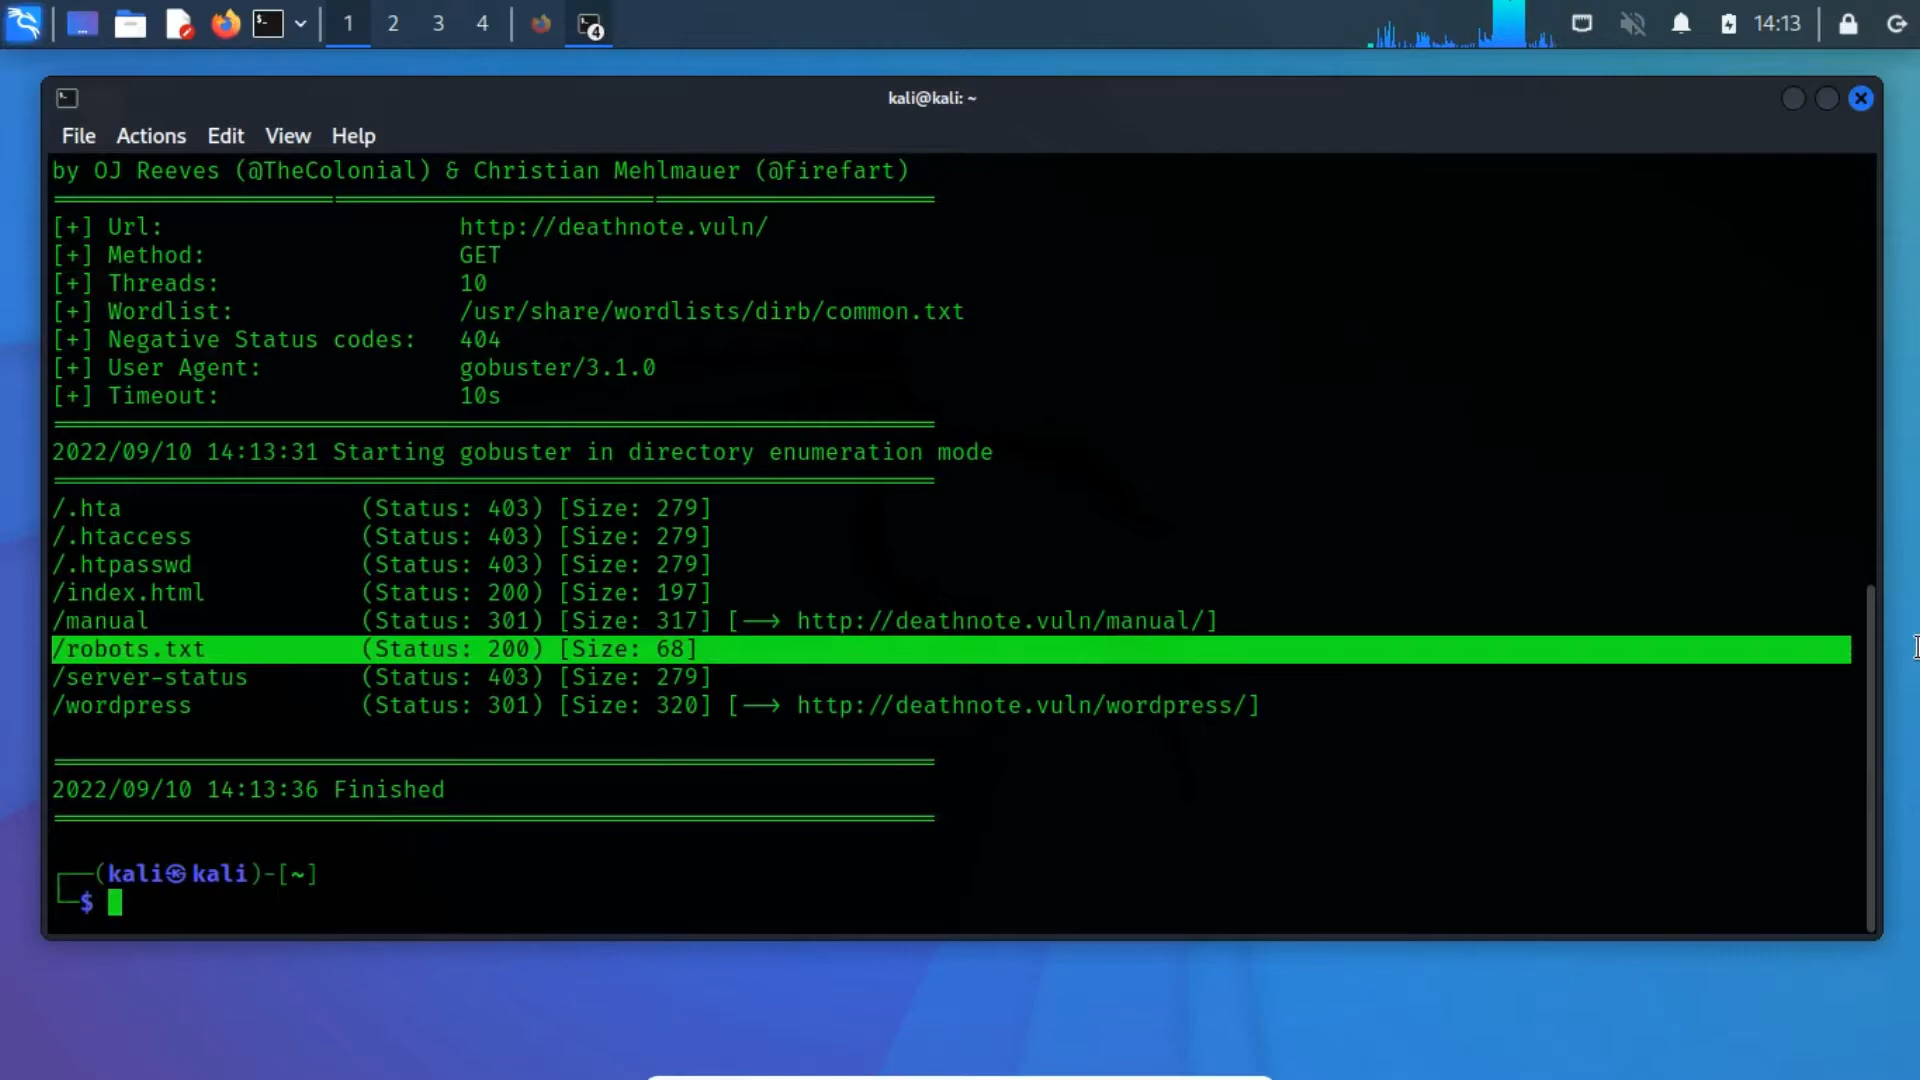 1 2 3 4 4 14:13
kali@kali: ~
File Actions Edit View Help
by OJ Reeves (@TheColonial) & Christian Mehlmauer (@firefart)
[+] Url: http://deathnote.vuln/
[+] Method: GET
[+] Threads: 10
[+] Wordlist: /usr/share/wordlists/dirb/common.txt
[+] Negative Status codes: 404
[+] User Agent: gobuster/3.1.0
[+] Timeout: 10s
2022/09/10 14:13:31 Starting gobuster in directory enumeration mode
/.hta (Status: 403) [Size: 279]
/.htaccess (Status: 403) [Size: 279]
/.htpasswd (Status: 403) [Size: 279]
/index.html (Status: 200) [Size: 197]
/manual (Status: 301) [Size: 317] [--> http://deathnote.vuln/manual/]
/robots.txt (Status: 200) [Size: 68]
/server-status (Status: 403) [Size: 279]
/wordpress (Status: 301) [Size: 320] [--> http://deathnote.vuln/wordpress/]
2022/09/10 14:13:36 Finished
┌──(kali㉿kali)-[~]
└─$